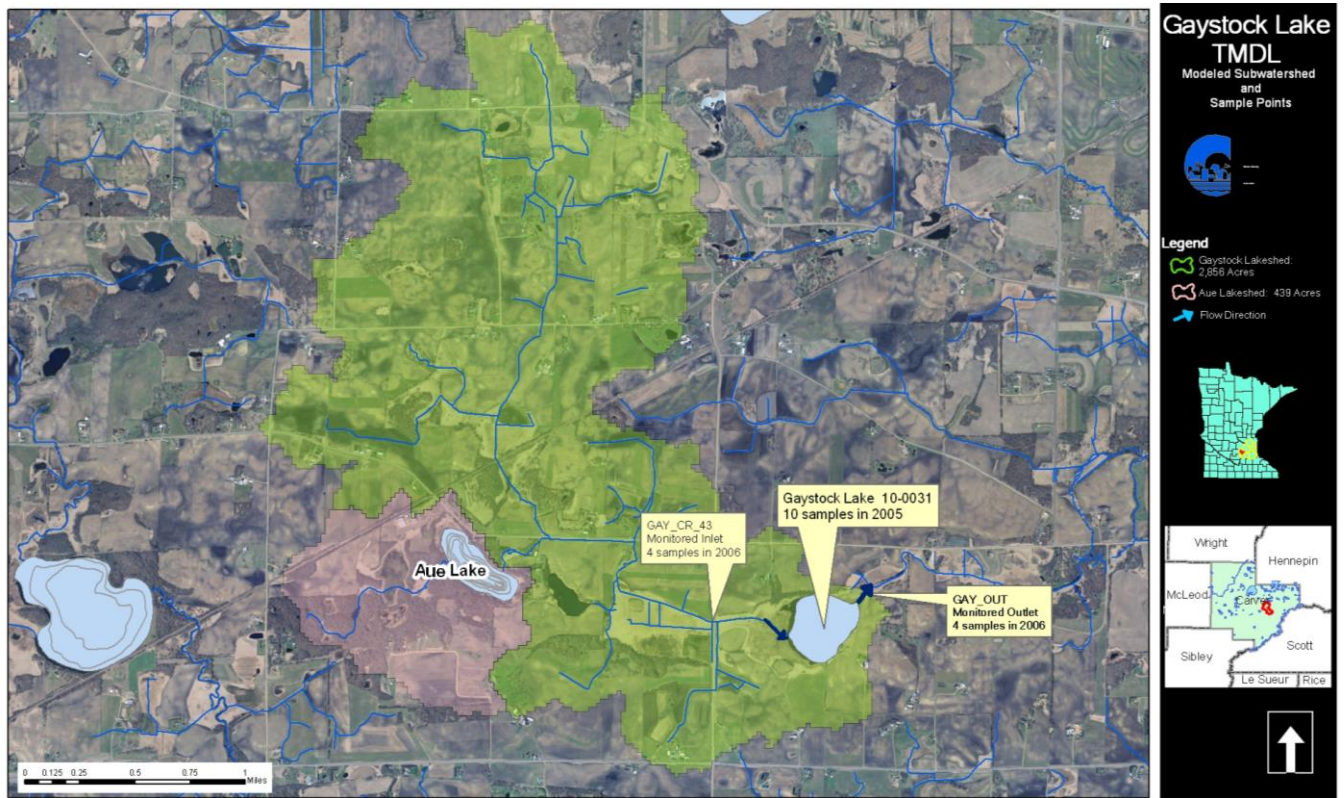 Gaystock Lake
TMDL
Modeled Subwatershed
and
Sample Points
Legend
Gaystock Lakeshed:
2,856 Acres
Aue Lakeshed: 439 Acres
Flow Direction
Gaystock Lake 10-0031
10 samples in 2005
GAY_CR_43
Monitored Inlet
4 samples in 2006
Aue Lake
GAY_OUT
Monitored Outlet
4 samples in 2006
Wright
Hennepin
McLeod
Carver
Scott
Sibley
Le Sueur
Rice
0 0.125 0.25 0.5 0.75 1
Miles